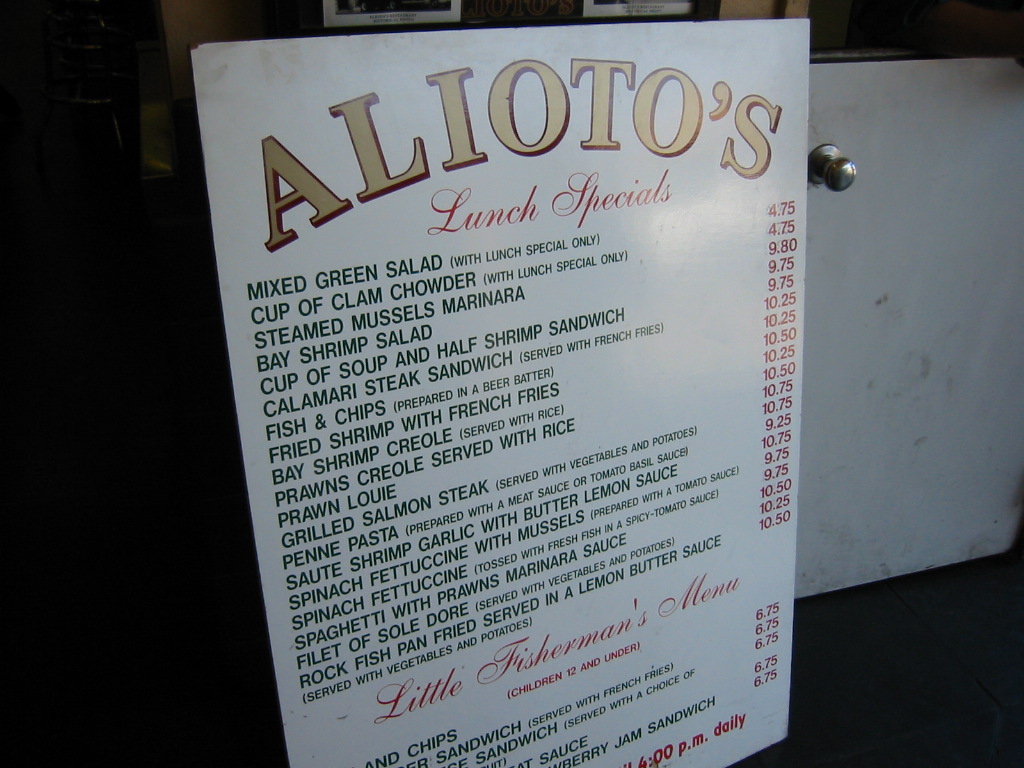 ALIOTO'S
Lunch Specials
MIXED GREEN SALAD (WITH LUNCH SPECIAL ONLY) 4.75
CUP OF CLAM CHOWDER (WITH LUNCH SPECIAL ONLY) 4.75
STEAMED MUSSELS MARINARA 9.80
BAY SHRIMP SALAD 9.75
CUP OF SOUP AND HALF SHRIMP SANDWICH 9.75
CALAMARI STEAK SANDWICH (SERVED WITH FRENCH FRIES) 10.25
FISH & CHIPS (PREPARED IN A BEER BATTER) 10.25
FRIED SHRIMP WITH FRENCH FRIES 10.50
BAY SHRIMP CREOLE (SERVED WITH RICE) 10.25
PRAWNS CREOLE SERVED WITH RICE 10.50
PRAWN LOUIE 10.75
GRILLED SALMON STEAK (SERVED WITH VEGETABLES AND POTATOES) 10.75
PENNE PASTA (PREPARED WITH A MEAT SAUCE OR TOMATO BASIL SAUCE) 9.25
SAUTE SHRIMP GARLIC WITH BUTTER LEMON SAUCE 10.75
SPINACH FETTUCCINE WITH MUSSELS (PREPARED WITH A TOMATO SAUCE) 9.75
SPINACH FETTUCCINE (TOSSED WITH FRESH FISH IN A SPICY-TOMATO SAUCE) 9.75
SPAGHETTI WITH PRAWNS MARINARA SAUCE 10.50
FILET OF SOLE DORE (SERVED WITH VEGETABLES AND POTATOES) 10.25
ROCK FISH PAN FRIED SERVED IN A LEMON BUTTER SAUCE 10.50
(SERVED WITH VEGETABLES AND POTATOES)
Little Fisherman's Menu
(CHILDREN 12 AND UNDER)
AND CHIPS 6.75
SANDWICH (SERVED WITH FRENCH FRIES) 6.75
SANDWICH (SERVED WITH A CHOICE OF 6.75
SAUCE 6.75
JAM SANDWICH 6.75
4:00 p.m. daily